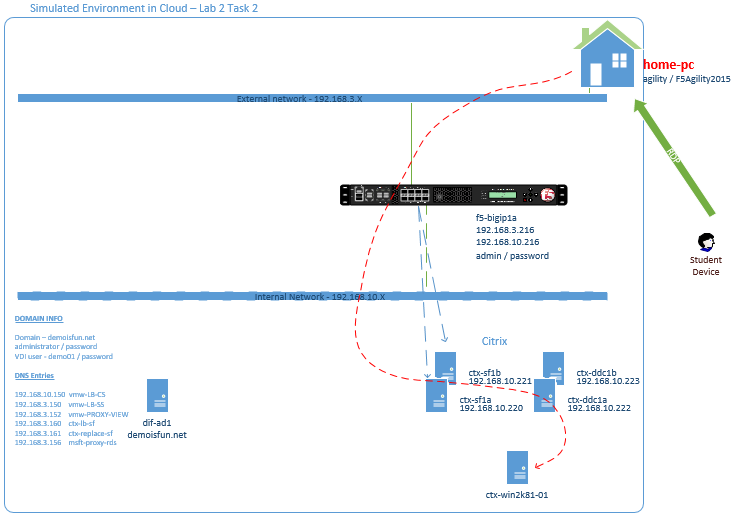 Simulated Environment in Cloud – Lab 2 Task 2
home-pc
agility / F5Agility2015
External network - 192.168.3.X
RDP
f5-bigip1a
192.168.3.216
192.168.10.216
admin / password
Student
Device
Internal Network - 192.168.10.X
DOMAIN INFO
Domain – demoisfun.net
administrator / password
VDI user - demo01 / password
DNS Entries
192.168.10.150 vmw-LB-CS
192.168.3.150 vmw-LB-SS
192.168.3.152 vmw-PROXY-VIEW
192.168.3.160 ctx-lb-sf
192.168.3.161 ctx-replace-sf
192.168.3.156 msft-proxy-rds
dif-ad1
demoisfun.net
Citrix
ctx-sf1b
192.168.10.221
ctx-ddc1b
192.168.10.223
ctx-sf1a
192.168.10.220
ctx-ddc1a
192.168.10.222
ctx-win2k81-01